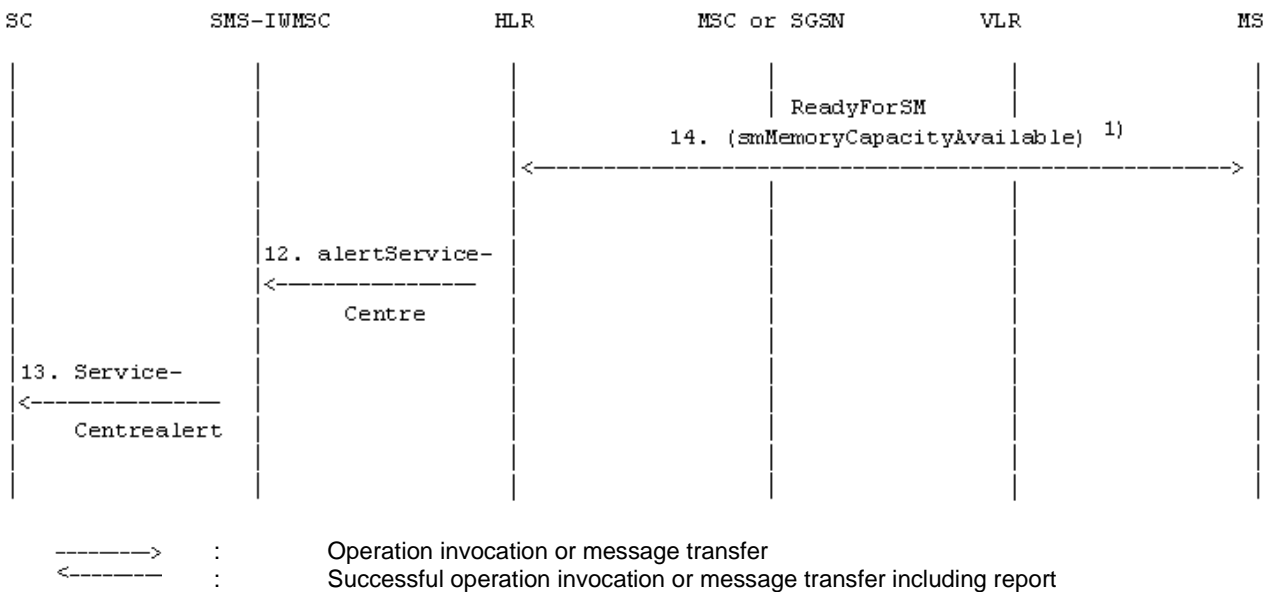 SC SMS-IWMSC HLR MSC or SGSN VLR MS
ReadyForSM
14. (smMemoryCapacityAvailable) 1)
12. alertService-
Centre
13. Service-
Centrealert
: Operation invocation or message transfer
: Successful operation invocation or message transfer including report